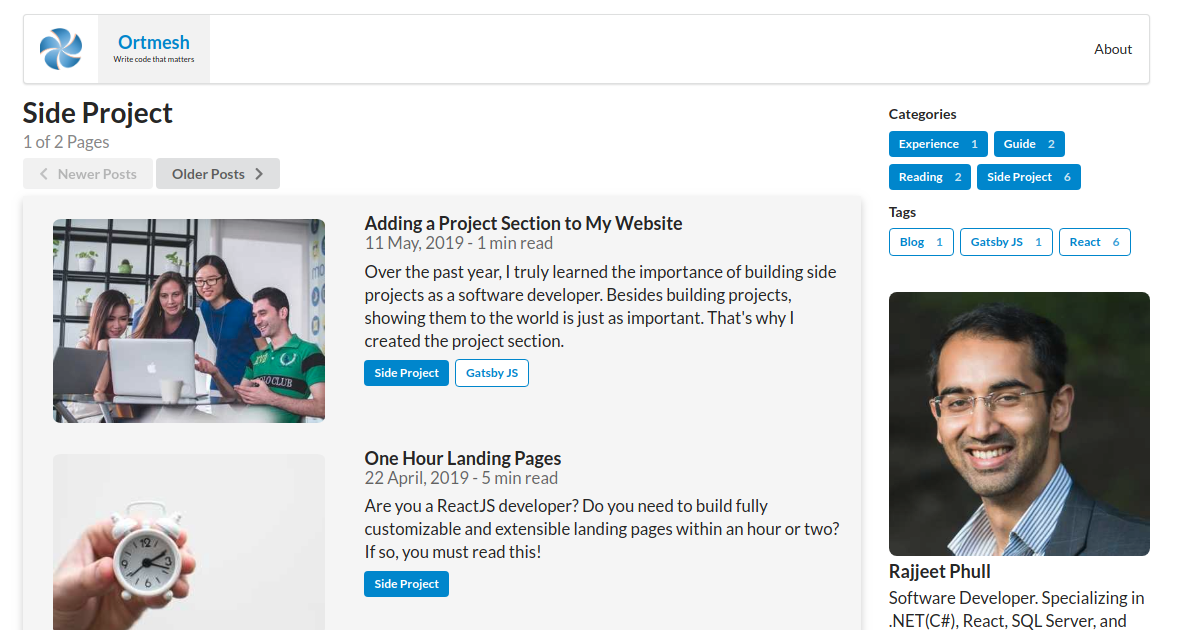 Ortmesh
Write code that matters
About
Side Project
1 of 2 Pages
Newer Posts
Older Posts
Adding a Project Section to My Website
11 May, 2019 - 1 min read
Over the past year, I truly learned the importance of building side
projects as a software developer. Besides building projects,
showing them to the world is just as important. That's why I
created the project section.
Side Project Gatsby JS
One Hour Landing Pages
22 April, 2019 - 5 min read
Are you a ReactJS developer? Do you need to build fully
customizable and extensible landing pages within an hour or two?
If so, you must read this!
Side Project
Categories
Experience 1 Guide 2
Reading 2 Side Project 6
Tags
Blog 1 Gatsby JS 1 React 6
Rajjeet Phull
Software Developer. Specializing in
.NET(C#), React, SQL Server, and